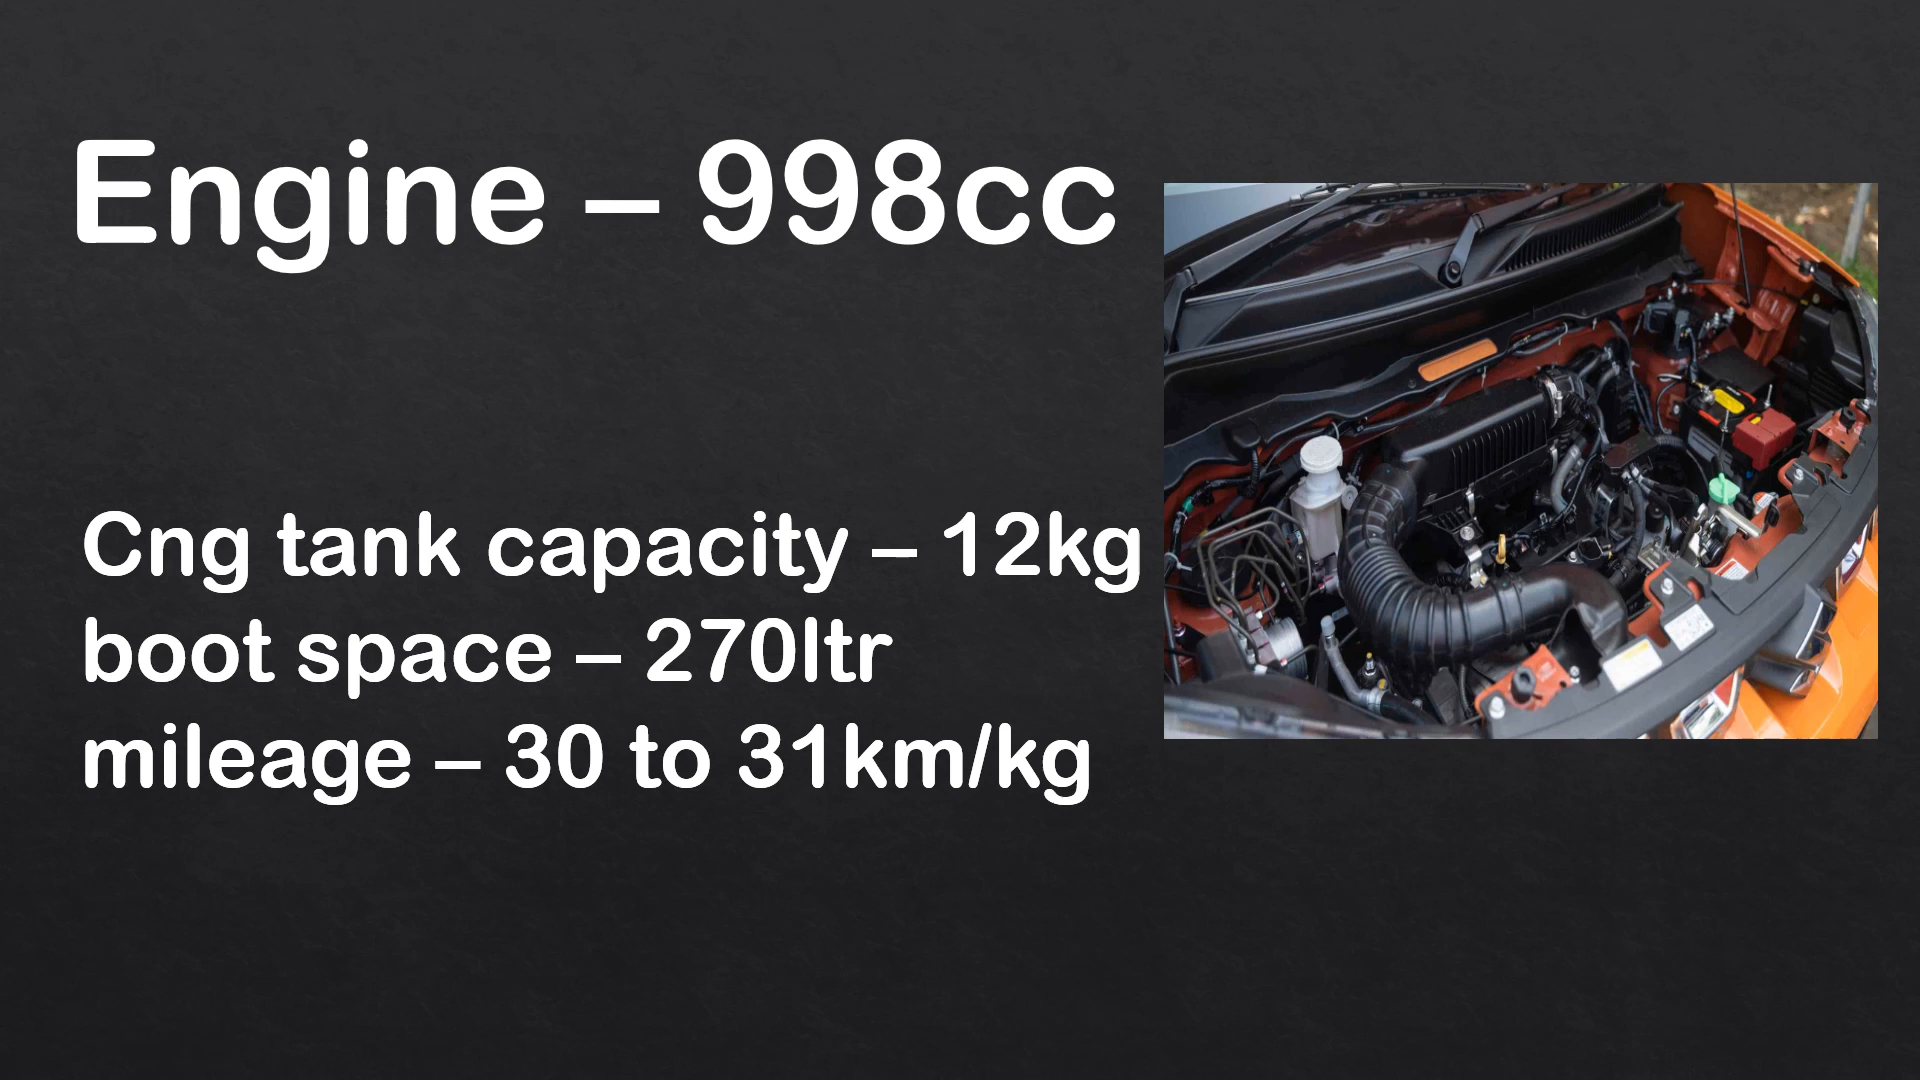 Engine – 998cc
Cng tank capacity – 12kg
boot space – 270ltr
mileage – 30 to 31km/kg